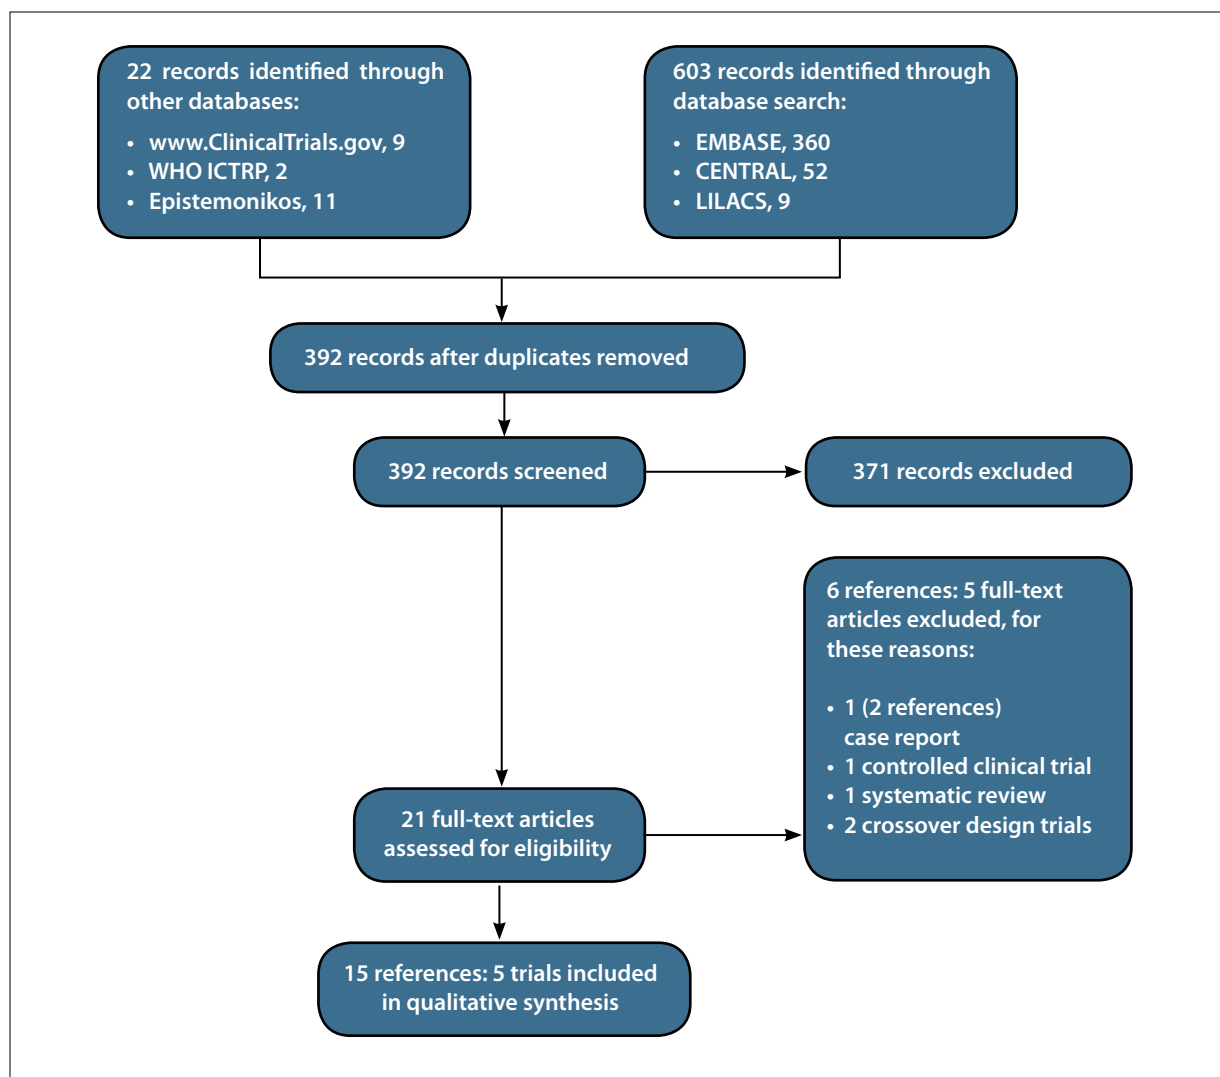 22 records identified through
other databases:
• www.ClinicalTrials.gov, 9
• WHO ICTRP, 2
• Epistemonikos, 11
603 records identified through
database search:
• EMBASE, 360
• CENTRAL, 52
• LILACS, 9
392 records after duplicates removed
392 records screened
371 records excluded
6 references: 5 full-text
articles excluded, for
these reasons:
• 1 (2 references)
case report
• 1 controlled clinical trial
• 1 systematic review
• 2 crossover design trials
21 full-text articles
assessed for eligibility
15 references: 5 trials included
in qualitative synthesis